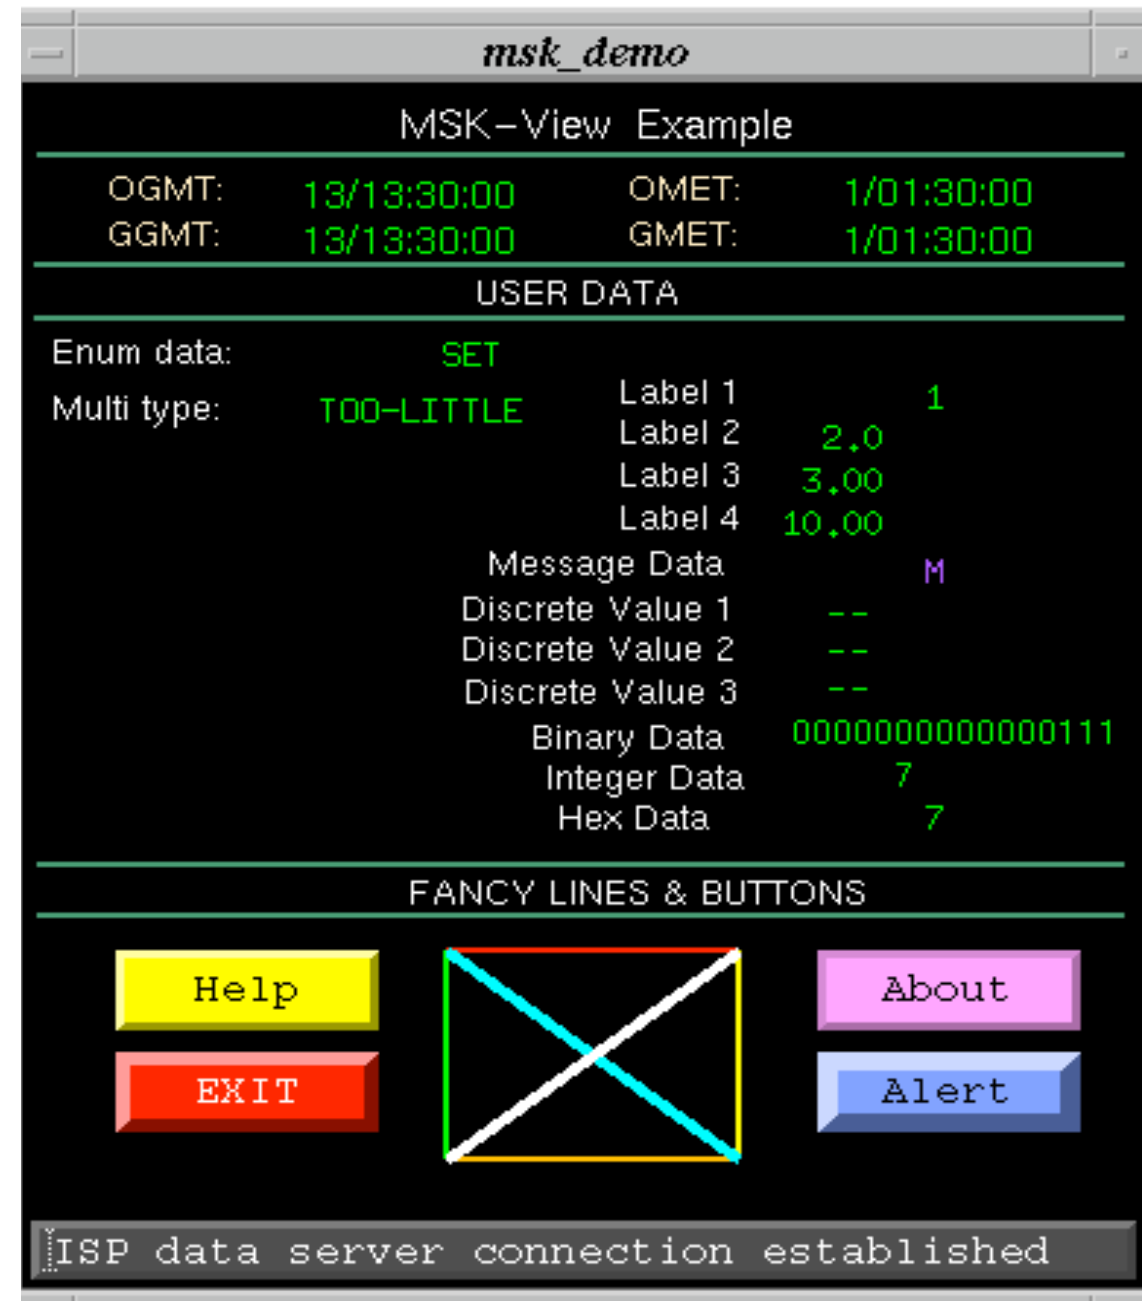 msk_demo
MSK-View Example
OGMT: 13/13:30:00 OMET: 1/01:30:00
GGMT: 13/13:30:00 GMET: 1/01:30:00
USER DATA
Enum data: SET
Label 1 1
Multi type: TOO-LITTLE
Label 2 2.0
Label 3 3.00
Label 4 10.00
Message Data M
Discrete Value 1 --
Discrete Value 2 --
Discrete Value 3 --
Binary Data 0000000000000111
Integer Data 7
Hex Data 7
FANCY LINES & BUTTONS
Help About
EXIT Alert
ISP data server connection established